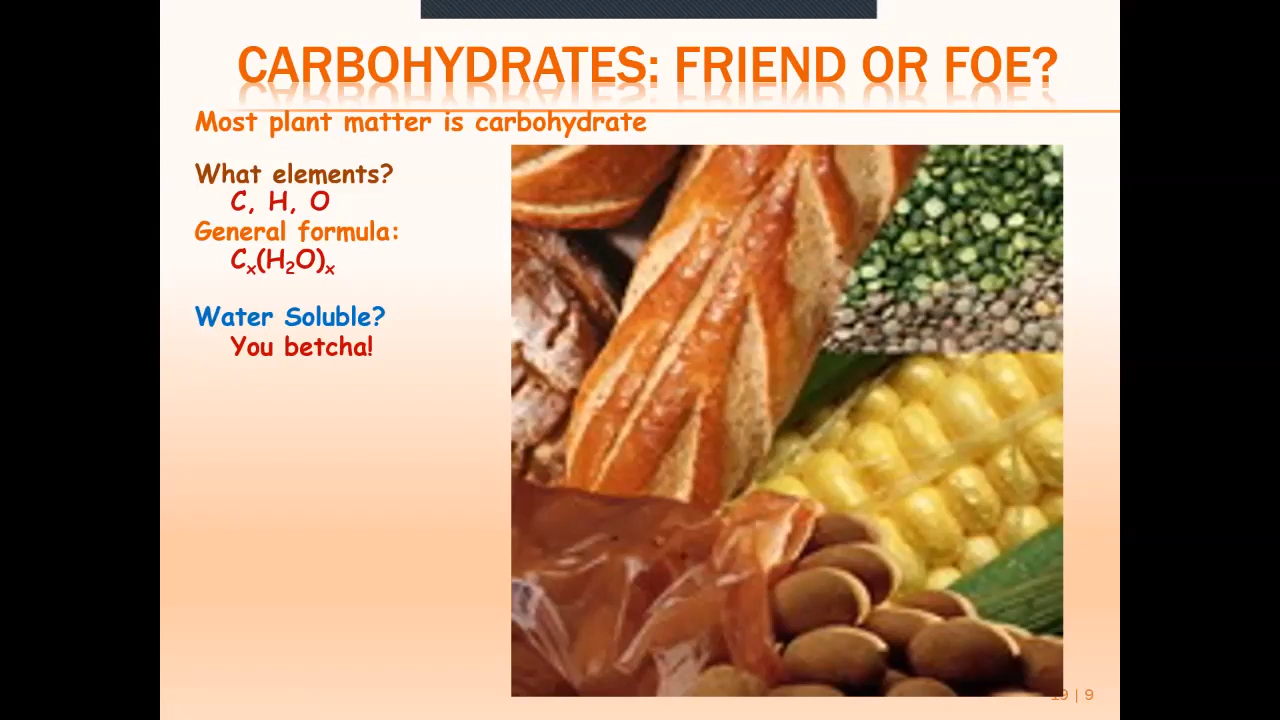 CARBOHYDRATES: FRIEND OR FOE?
Most plant matter is carbohydrate
What elements?
C, H, O
General formula:
Cₓ(H₂O)ₓ
Water Soluble?
You betcha!
19 | 9